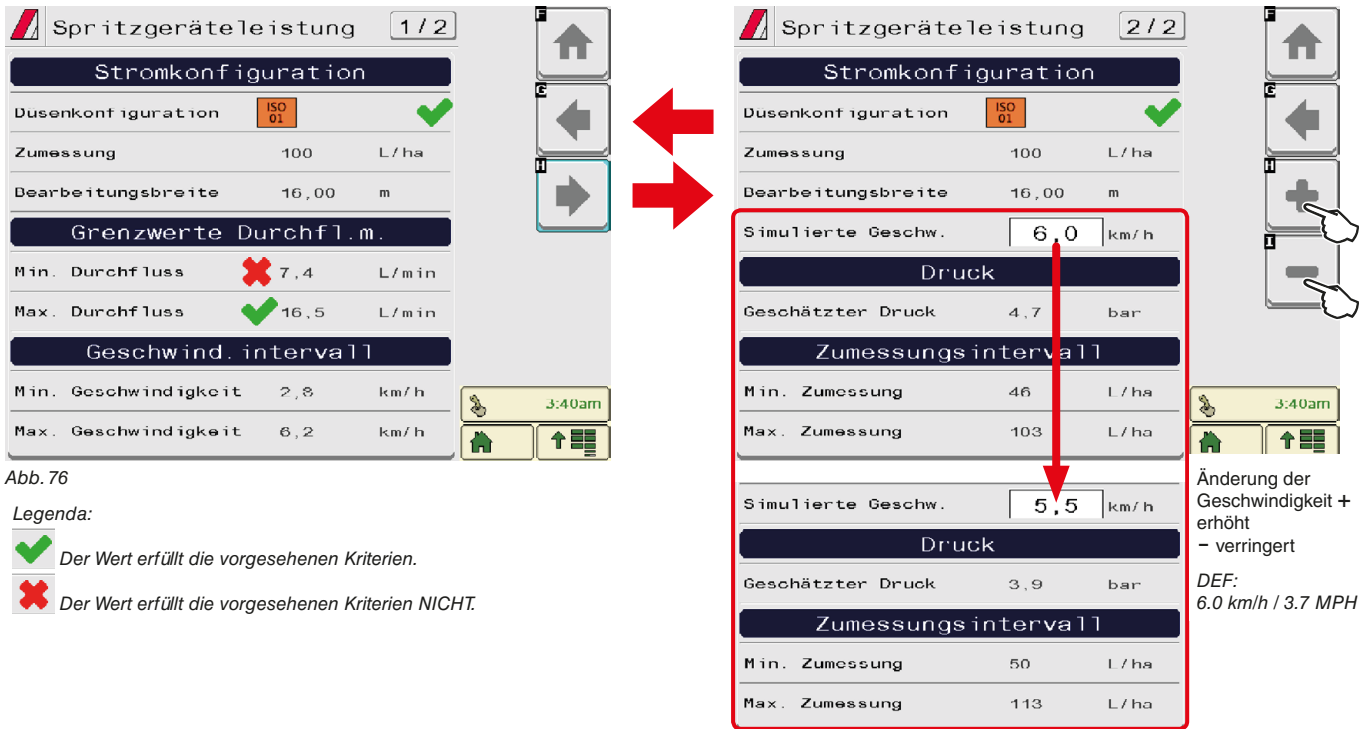 Spritzgeräteleistung 1/2
Stromkonfiguration
Düsenkonfiguration ISO 01
Zumessung 100 L/ha
Bearbeitungsbreite 16,00 m
Grenzwerte Durchfl.m.
Min. Durchfluss 7,4 L/min
Max. Durchfluss 16,5 L/min
Geschwind.intervall
Min. Geschwindigkeit 2,8 km/h
Max. Geschwindigkeit 6,2 km/h
F
G
H
3:40am
Abb. 76
Legenda:
Der Wert erfüllt die vorgesehenen Kriterien.
Der Wert erfüllt die vorgesehenen Kriterien NICHT.
Spritzgeräteleistung 2/2
Stromkonfiguration
Düsenkonfiguration ISO 01
Zumessung 100 L/ha
Bearbeitungsbreite 16,00 m
Simulierte Geschw. 6,0 km/h
Druck
Geschätzter Druck 4,7 bar
Zumessungsintervall
Min. Zumessung 46 L/ha
Max. Zumessung 103 L/ha
Simulierte Geschw. 5,5 km/h
Druck
Geschätzter Druck 3,9 bar
Zumessungsintervall
Min. Zumessung 50 L/ha
Max. Zumessung 113 L/ha
F
G
H
I
3:40am
Änderung der
Geschwindigkeit +
erhöht
− verringert
DEF:
6.0 km/h / 3.7 MPH